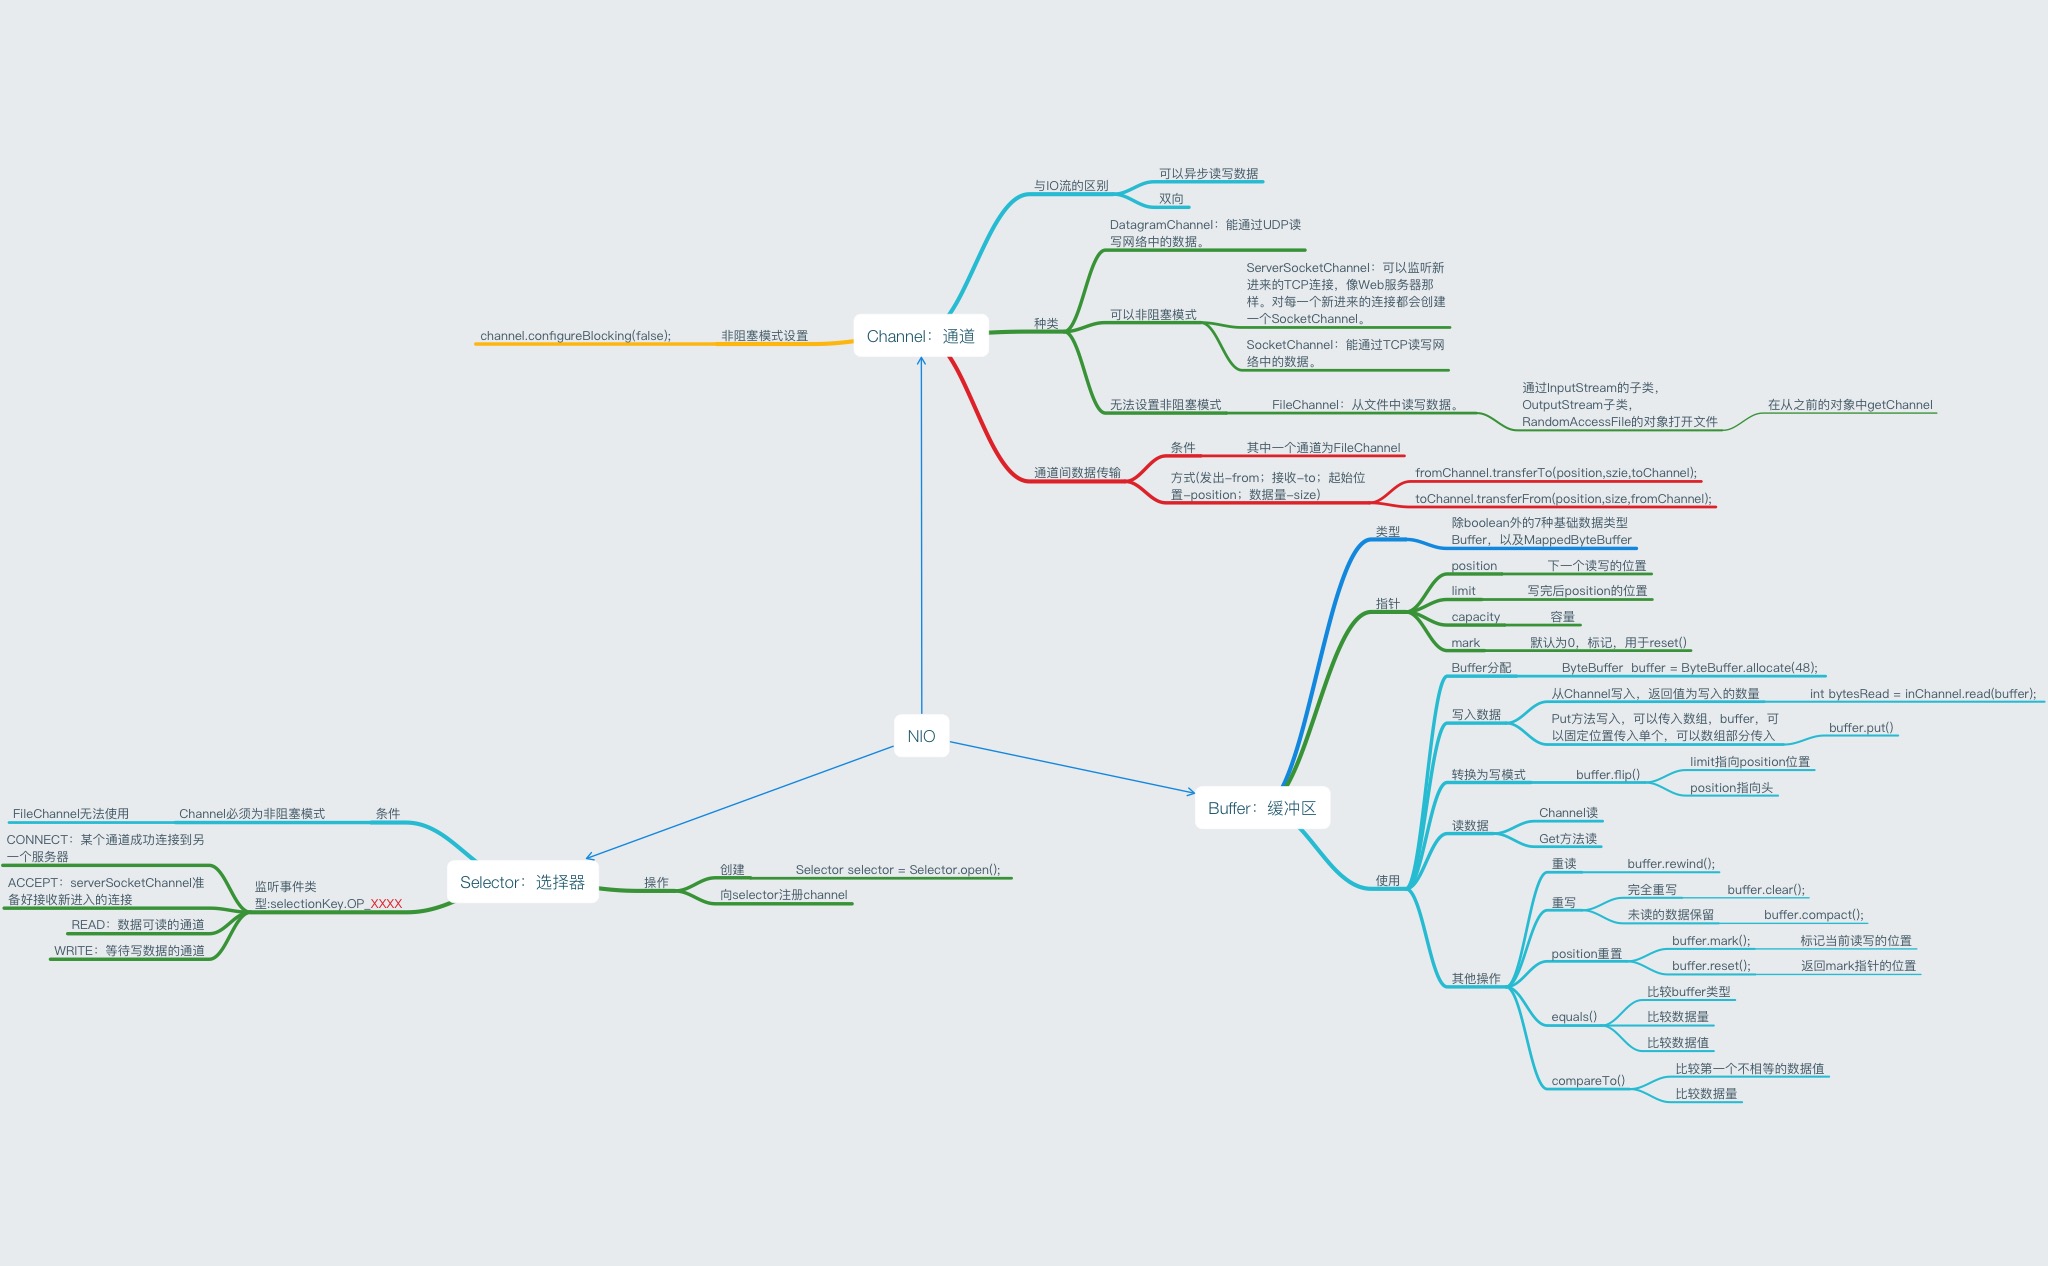 可以异步读写数据
与IO流的区别
双向
DatagramChannel：能通过UDP读
写网络中的数据。
ServerSocketChannel：可以监听新
进来的TCP连接，像Web服务器那
样。对每一个新进来的连接都会创建
一个SocketChannel。
可以非阻塞模式
种类
SocketChannel：能通过TCP读写网
络中的数据。
channel.configureBlocking(false);
非阻塞模式设置
Channel：通道
无法设置非阻塞模式
FileChannel：从文件中读写数据。
通过InputStream的子类，
OutputStream子类，
RandomAccessFile的对象打开文件
在从之前的对象中getChannel
条件
其中一个通道为FileChannel
通道间数据传输
方式(发出-from；接收-to；起始位
置-position；数据量-size)
fromChannel.transferTo(position,szie,toChannel);
toChannel.transferFrom(position,size,fromChannel);
类型
除boolean外的7种基础数据类型
Buffer，以及MappedByteBuffer
指针
position
下一个读写的位置
limit
写完后position的位置
capacity
容量
mark
默认为0，标记，用于reset()
NIO
Buffer：缓冲区
使用
Buffer分配
ByteBuffer  buffer = ByteBuffer.allocate(48);
写入数据
从Channel写入，返回值为写入的数量
int bytesRead = inChannel.read(buffer);
Put方法写入，可以传入数组，buffer，可
以固定位置传入单个，可以数组部分传入
buffer.put()
转换为写模式
buffer.flip()
limit指向position位置
position指向头
读数据
Channel读
Get方法读
其他操作
重读
buffer.rewind();
重写
完全重写
buffer.clear();
未读的数据保留
buffer.compact();
position重置
buffer.mark();
标记当前读写的位置
buffer.reset();
返回mark指针的位置
equals()
比较buffer类型
比较数据量
比较数据值
compareTo()
比较第一个不相等的数据值
比较数据量
FileChannel无法使用
Channel必须为非阻塞模式
条件
CONNECT：某个通道成功连接到另
一个服务器
ACCEPT：serverSocketChannel准
备好接收新进入的连接
READ：数据可读的通道
WRITE：等待写数据的通道
监听事件类
型:selectionKey.OP_XXXX
Selector：选择器
操作
创建
Selector selector = Selector.open();
向selector注册channel